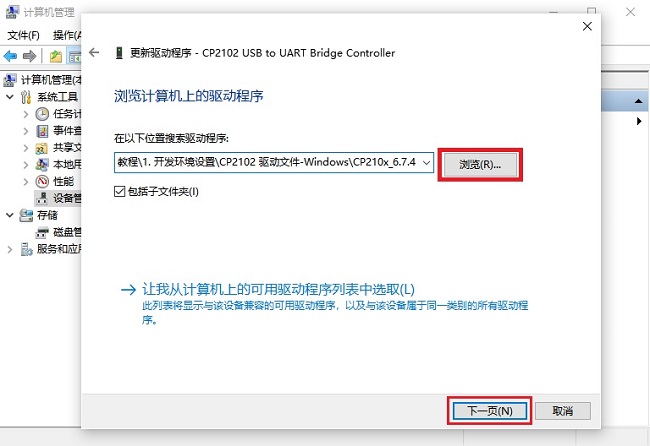 计算机管理
文件(F)
操作(A
更新驱动程序 - CP2102 USB to UART Bridge Controller
计算机管理(本
系统工具
任务计
事件查
共享文
本地用
性能
设备管
存储
磁盘管
服务和应用
浏览计算机上的驱动程序
在以下位置搜索驱动程序:
教程\1. 开发环境设置\CP2102 驱动文件-Windows\CP210x_6.7.4
浏览(R)...
包括子文件夹(I)
让我从计算机上的可用驱动程序列表中选取(L)
此列表将显示与该设备兼容的可用驱动程序，以及与该设备属于同一类别的所有驱动程
序。
下一页(N)
取消